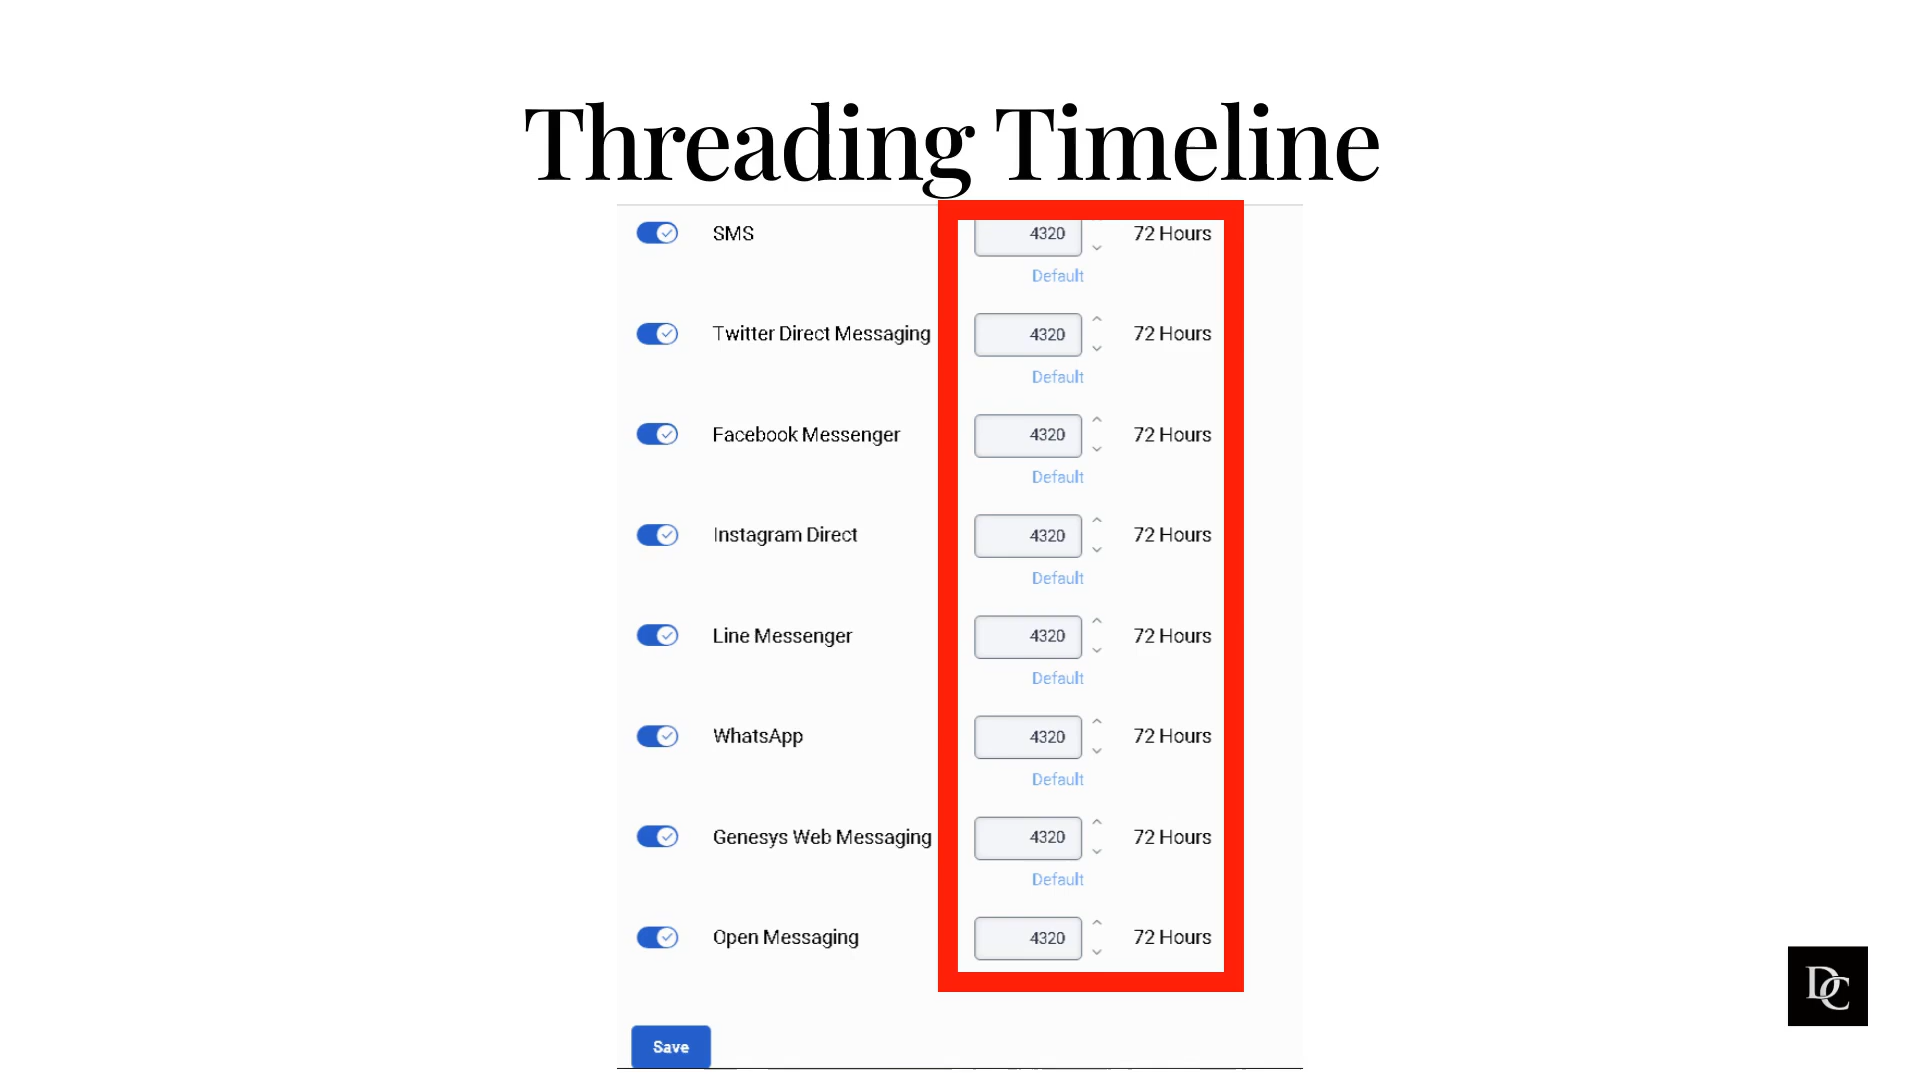 Threading Timeline
SMS 4320 72 Hours
Default
Twitter Direct Messaging 4320 72 Hours
Default
Facebook Messenger 4320 72 Hours
Default
Instagram Direct 4320 72 Hours
Default
Line Messenger 4320 72 Hours
Default
WhatsApp 4320 72 Hours
Default
Genesys Web Messaging 4320 72 Hours
Default
Open Messaging 4320 72 Hours
DC
Save